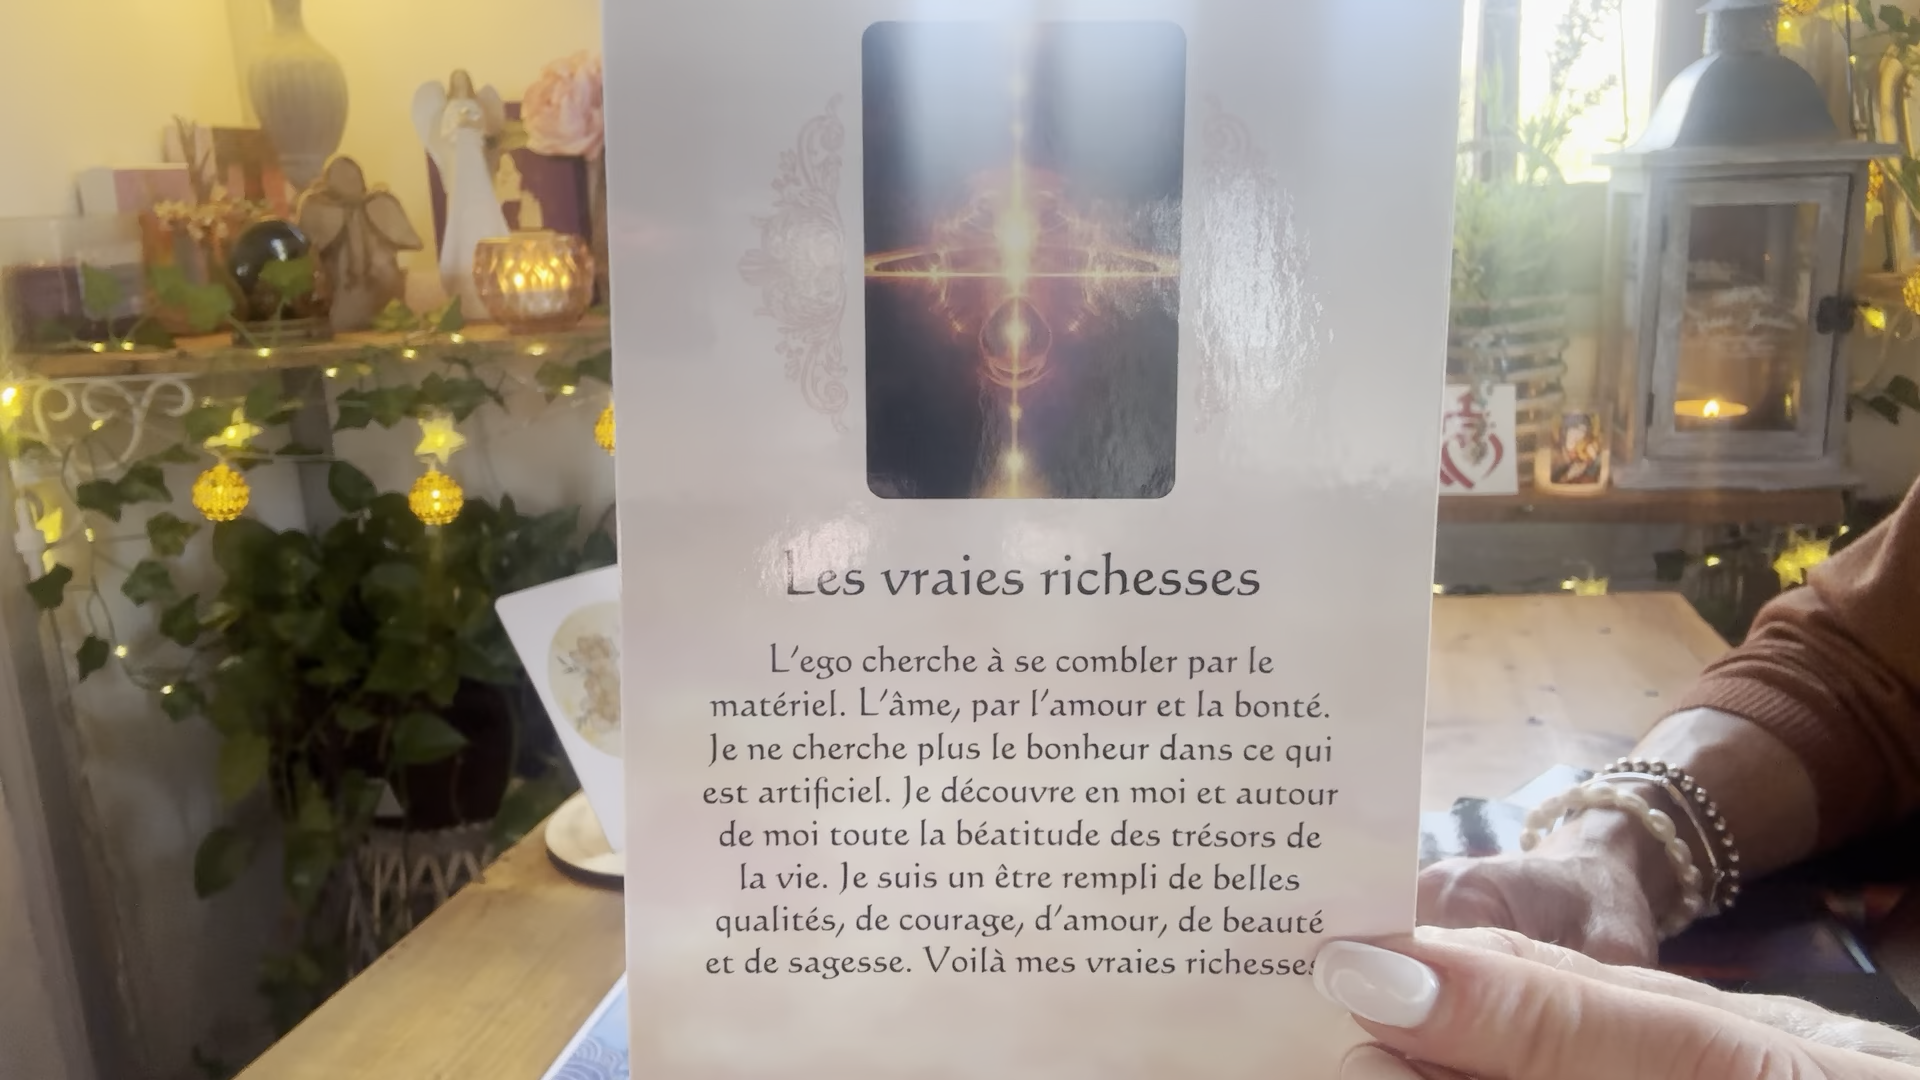 Les vraies richesses
L'ego cherche à se combler par le
matériel. L'âme, par l'amour et la bonté.
Je ne cherche plus le bonheur dans ce qui
est artificiel. Je découvre en moi et autour
de moi toute la béatitude des trésors de
la vie. Je suis un être rempli de belles
qualités, de courage, d'amour, de beauté
et de sagesse. Voilà mes vraies richesses